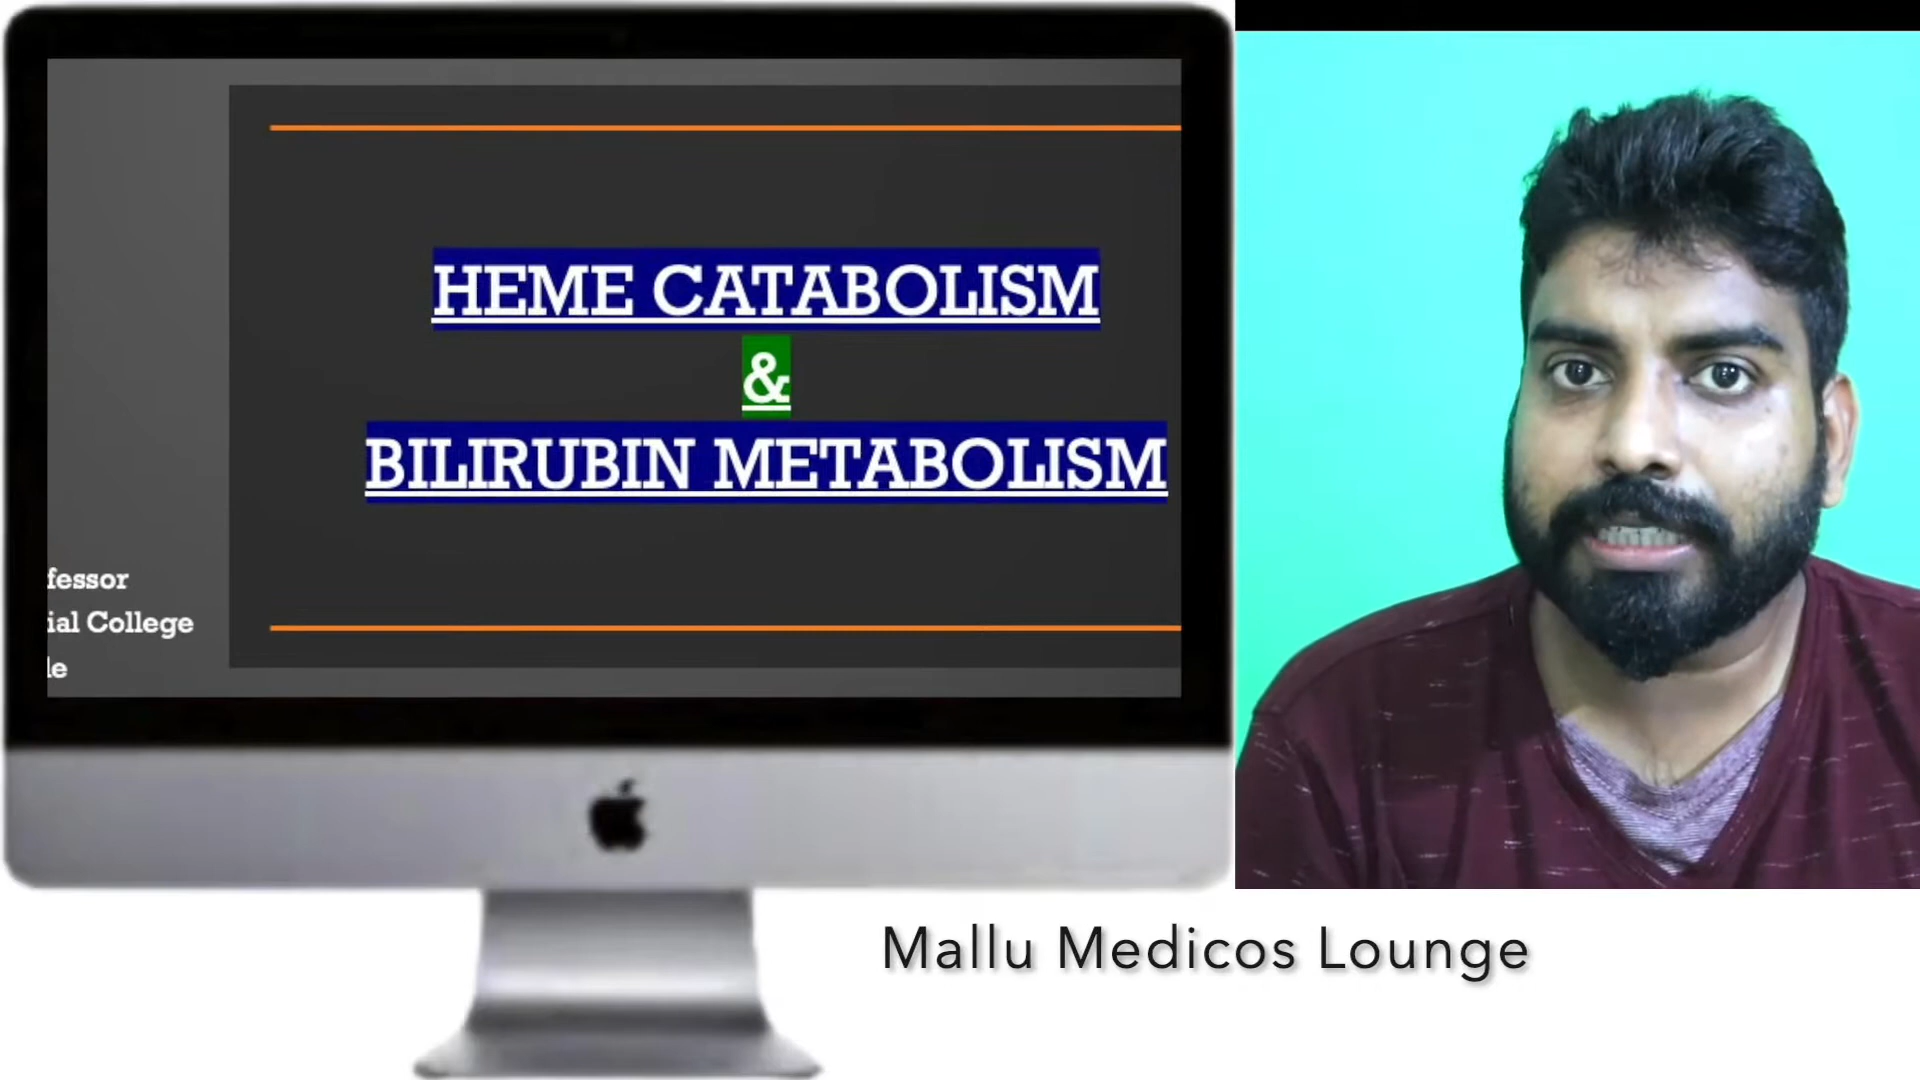 HEME CATABOLISM
&
BILIRUBIN METABOLISM
fessor
ial College
le
Mallu Medicos Lounge